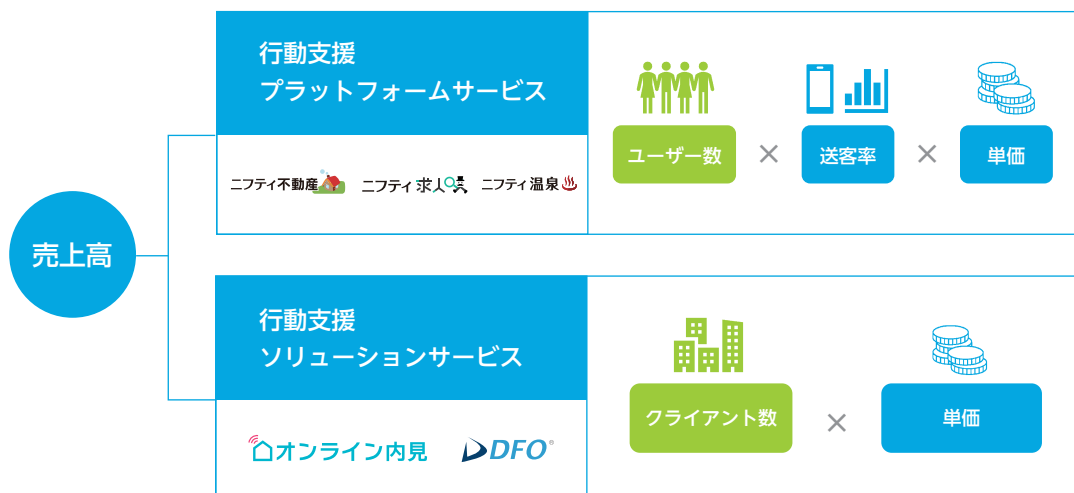 売上高
行動支援
プラットフォームサービス
ニフティ不動産
ニフティ 求人
ニフティ温泉
ユーザー数 × 送客率 × 単価
行動支援
ソリューションサービス
オンライン内見
DFO®
クライアント数 × 単価